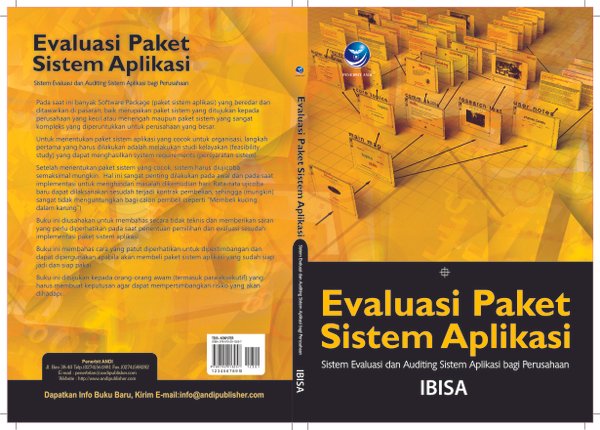 Evaluasi Paket
Sistem Aplikasi
Sistem Evaluasi dan Auditing Sistem Aplikasi bagi Perusahaan
Pada saat ini banyak Software Package (paket sistem aplikasi) yang beredar dan
ditawarkan di pasaran, baik merupakan paket sistem yang ditujukan kepada
perusahaan yang kecil atau menengah maupun paket sistem yang sangat
kompleks yang diperuntukkan untuk perusahaan yang besar.
Untuk menentukan paket sistem aplikasi yang cocok untuk organisasi, langkah
pertama yang harus dilakukan adalah melakukan studi kelayakan (feasibility
study) yang dapat menghasilkan system requirements (persyaratan sistem).
Setelah menentukan paket sistem yang cocok, sistem harus diujicoba
semaksimal mungkin. Hal ini sangat penting dilakukan pada awal dan pada saat
implementasi untuk menghindari masalah dikemudian hari. Rata-rata ujicoba
baru dapat dilaksanakan sesudah terjadi kontrak pembelian, sehingga (mungkin)
sangat tidak menguntungkan bagi calon pembeli (seperti "Membeli kucing
dalam karung")
Buku ini diusahakan untuk membahas secara tidak teknis dan memberikan saran
yang perlu diperhatikan pada saat penentuan pemilihan dan evaluasi sesudah
implementasi paket sistem aplikasi.
Buku ini membahas cara yang patut diperhatikan untuk dipertimbangkan dan
dapat dipergunakan apabila akan membeli paket sistem aplikasi yang sudah siap
jadi dan siap pakai.
Buku ini ditujukan kepada orang-orang awam (termasuk para eksekutif) yang
harus membuat keputusan agar dapat mempertimbangkan risiko yang akan
dihadapi.
Penerbit ANDI
Dapatkan Info Buku Baru, Kirim E-mail:info@andipublisher.com
Evaluasi Paket Sistem Aplikasi
Sistem Evaluasi dan Auditing Sistem Aplikasi bagi Perusahaan
IBISA
PENERBIT ANDI
main map
user notes
Evaluasi Paket
Sistem Aplikasi
Sistem Evaluasi dan Auditing Sistem Aplikasi bagi Perusahaan
IBISA